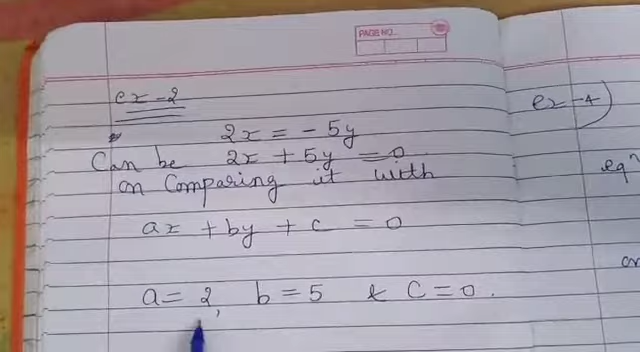 PAGE NO.
ex-2
2x = -5y
Can be 2x + 5y = 0
on Comparing it with
ax + by + c = 0
a = 2, b = 5 & C = 0.
ex-4
eqn